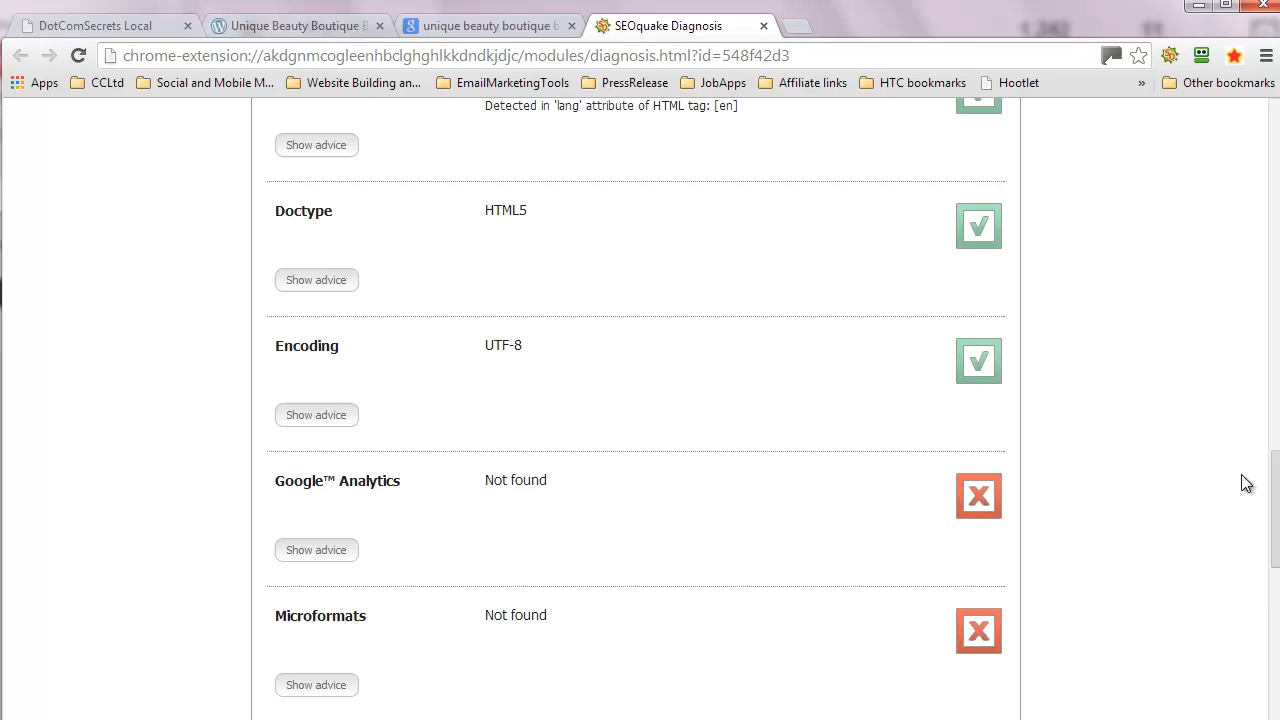 DotComSecrets Local
Unique Beauty Boutique B
unique beauty boutique b
SEOquake Diagnosis
chrome-extension://akdgnmcogleenhbclghghlkkdndkjdjc/modules/diagnosis.html?id=548f42d3
Apps
CCLtd
Social and Mobile M...
Website Building an...
EmailMarketingTools
PressRelease
JobApps
Affiliate links
HTC bookmarks
Hootlet
»
Other bookmarks
Detected in 'lang' attribute of HTML tag: [en]
Show advice
Doctype
HTML5
Show advice
Encoding
UTF-8
Show advice
Google™ Analytics
Not found
Show advice
Microformats
Not found
Show advice